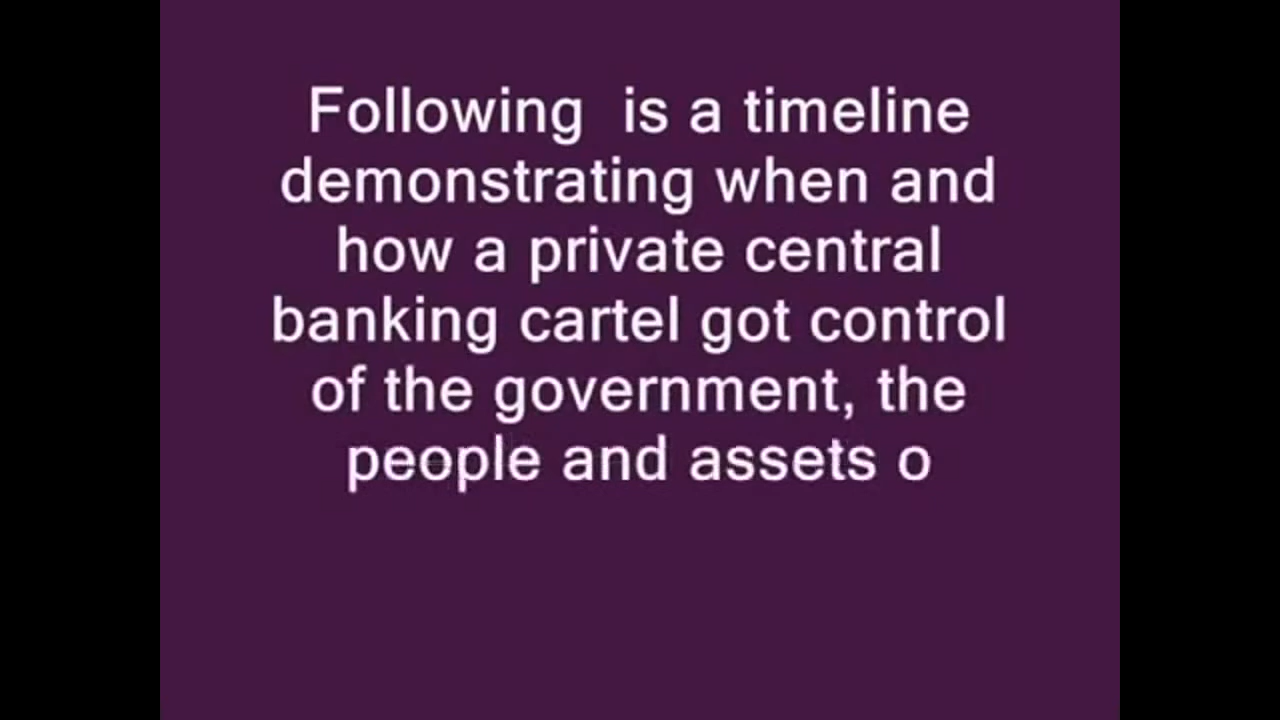 Following  is a timeline
demonstrating when and
how a private central
banking cartel got control
of the government, the
people and assets o